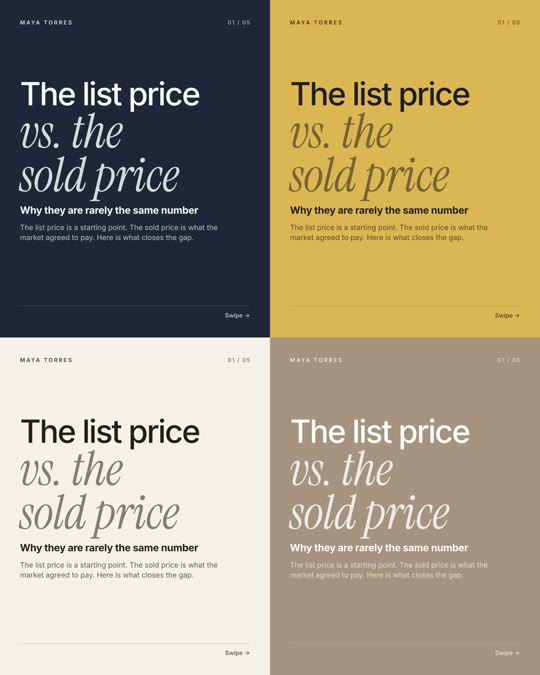 MAYA TORRES 01 / 05
The list price
vs. the
sold price
Why they are rarely the same number
The list price is a starting point. The sold price is what the
market agreed to pay. Here is what closes the gap.
Swipe →
MAYA TORRES 01 / 05
The list price
vs. the
sold price
Why they are rarely the same number
The list price is a starting point. The sold price is what the
market agreed to pay. Here is what closes the gap.
Swipe →
MAYA TORRES 01 / 05
The list price
vs. the
sold price
Why they are rarely the same number
The list price is a starting point. The sold price is what the
market agreed to pay. Here is what closes the gap.
Swipe →
MAYA TORRES 01 / 05
The list price
vs. the
sold price
Why they are rarely the same number
The list price is a starting point. The sold price is what the
market agreed to pay. Here is what closes the gap.
Swipe →